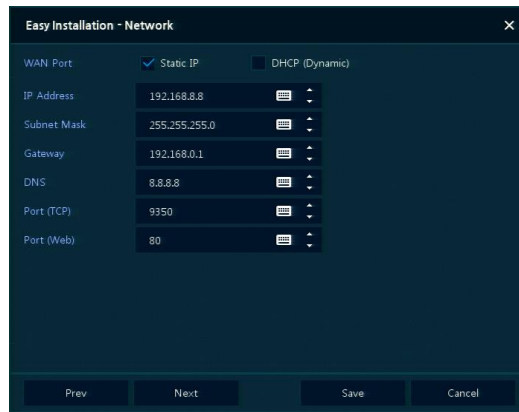 Easy Installation - Network
WAN Port Static IP DHCP (Dynamic)
IP Address 192.168.8.8
Subnet Mask 255.255.255.0
Gateway 192.168.0.1
DNS 8.8.8.8
Port (TCP) 9350
Port (Web) 80
Prev Next Save Cancel